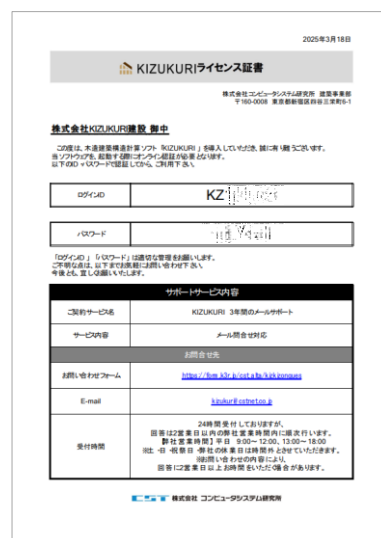 2025年3月18日
KIZUKURIライセンス証書
株式会社コンピュータシステム研究所 建築事業部
〒160-0008 東京都新宿区四谷三栄町6-1
株式会社KIZUKURI建設 御中
この度は、木造建築構造計算ソフト「KIZUKURI」を導入していただき、誠に有り難うございます。
当ソフトウェアを、起動する際にオンライン認証が必要となります。
以下のID・パスワードで認証してから、ご利用下さい。
ログインID KZ
パスワード
「ログインID」「パスワード」は適切な管理をお願いします。
ご不明な点は、以下までお気軽にお問い合わせ下さい。
今後とも、宜しくお願いいたします。
サポートサービス内容
ご契約サービス名 KIZUKURI 3年間のメールサポート
サービス内容 メール問合せ対応
お問合せ先
お問い合わせフォーム
E-mail
受付時間 24時間受付しておりますが、
回答は2営業日以内の弊社営業時間内に順次行います。
【弊社営業時間】平日 9:00~12:00、13:00~18:00
※土・日・祝祭日・弊社の休業日は時間外とさせていただきます。
※お問い合わせの内容により、
回答に2営業日以上お時間をいただく場合があります。
CST 株式会社 コンピュータシステム研究所